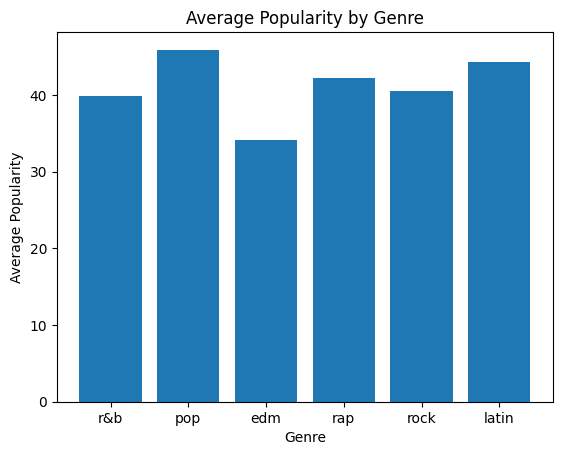 Average Popularity by Genre
Average Popularity
40
30
20
10
0
r&b pop edm rap rock latin
Genre